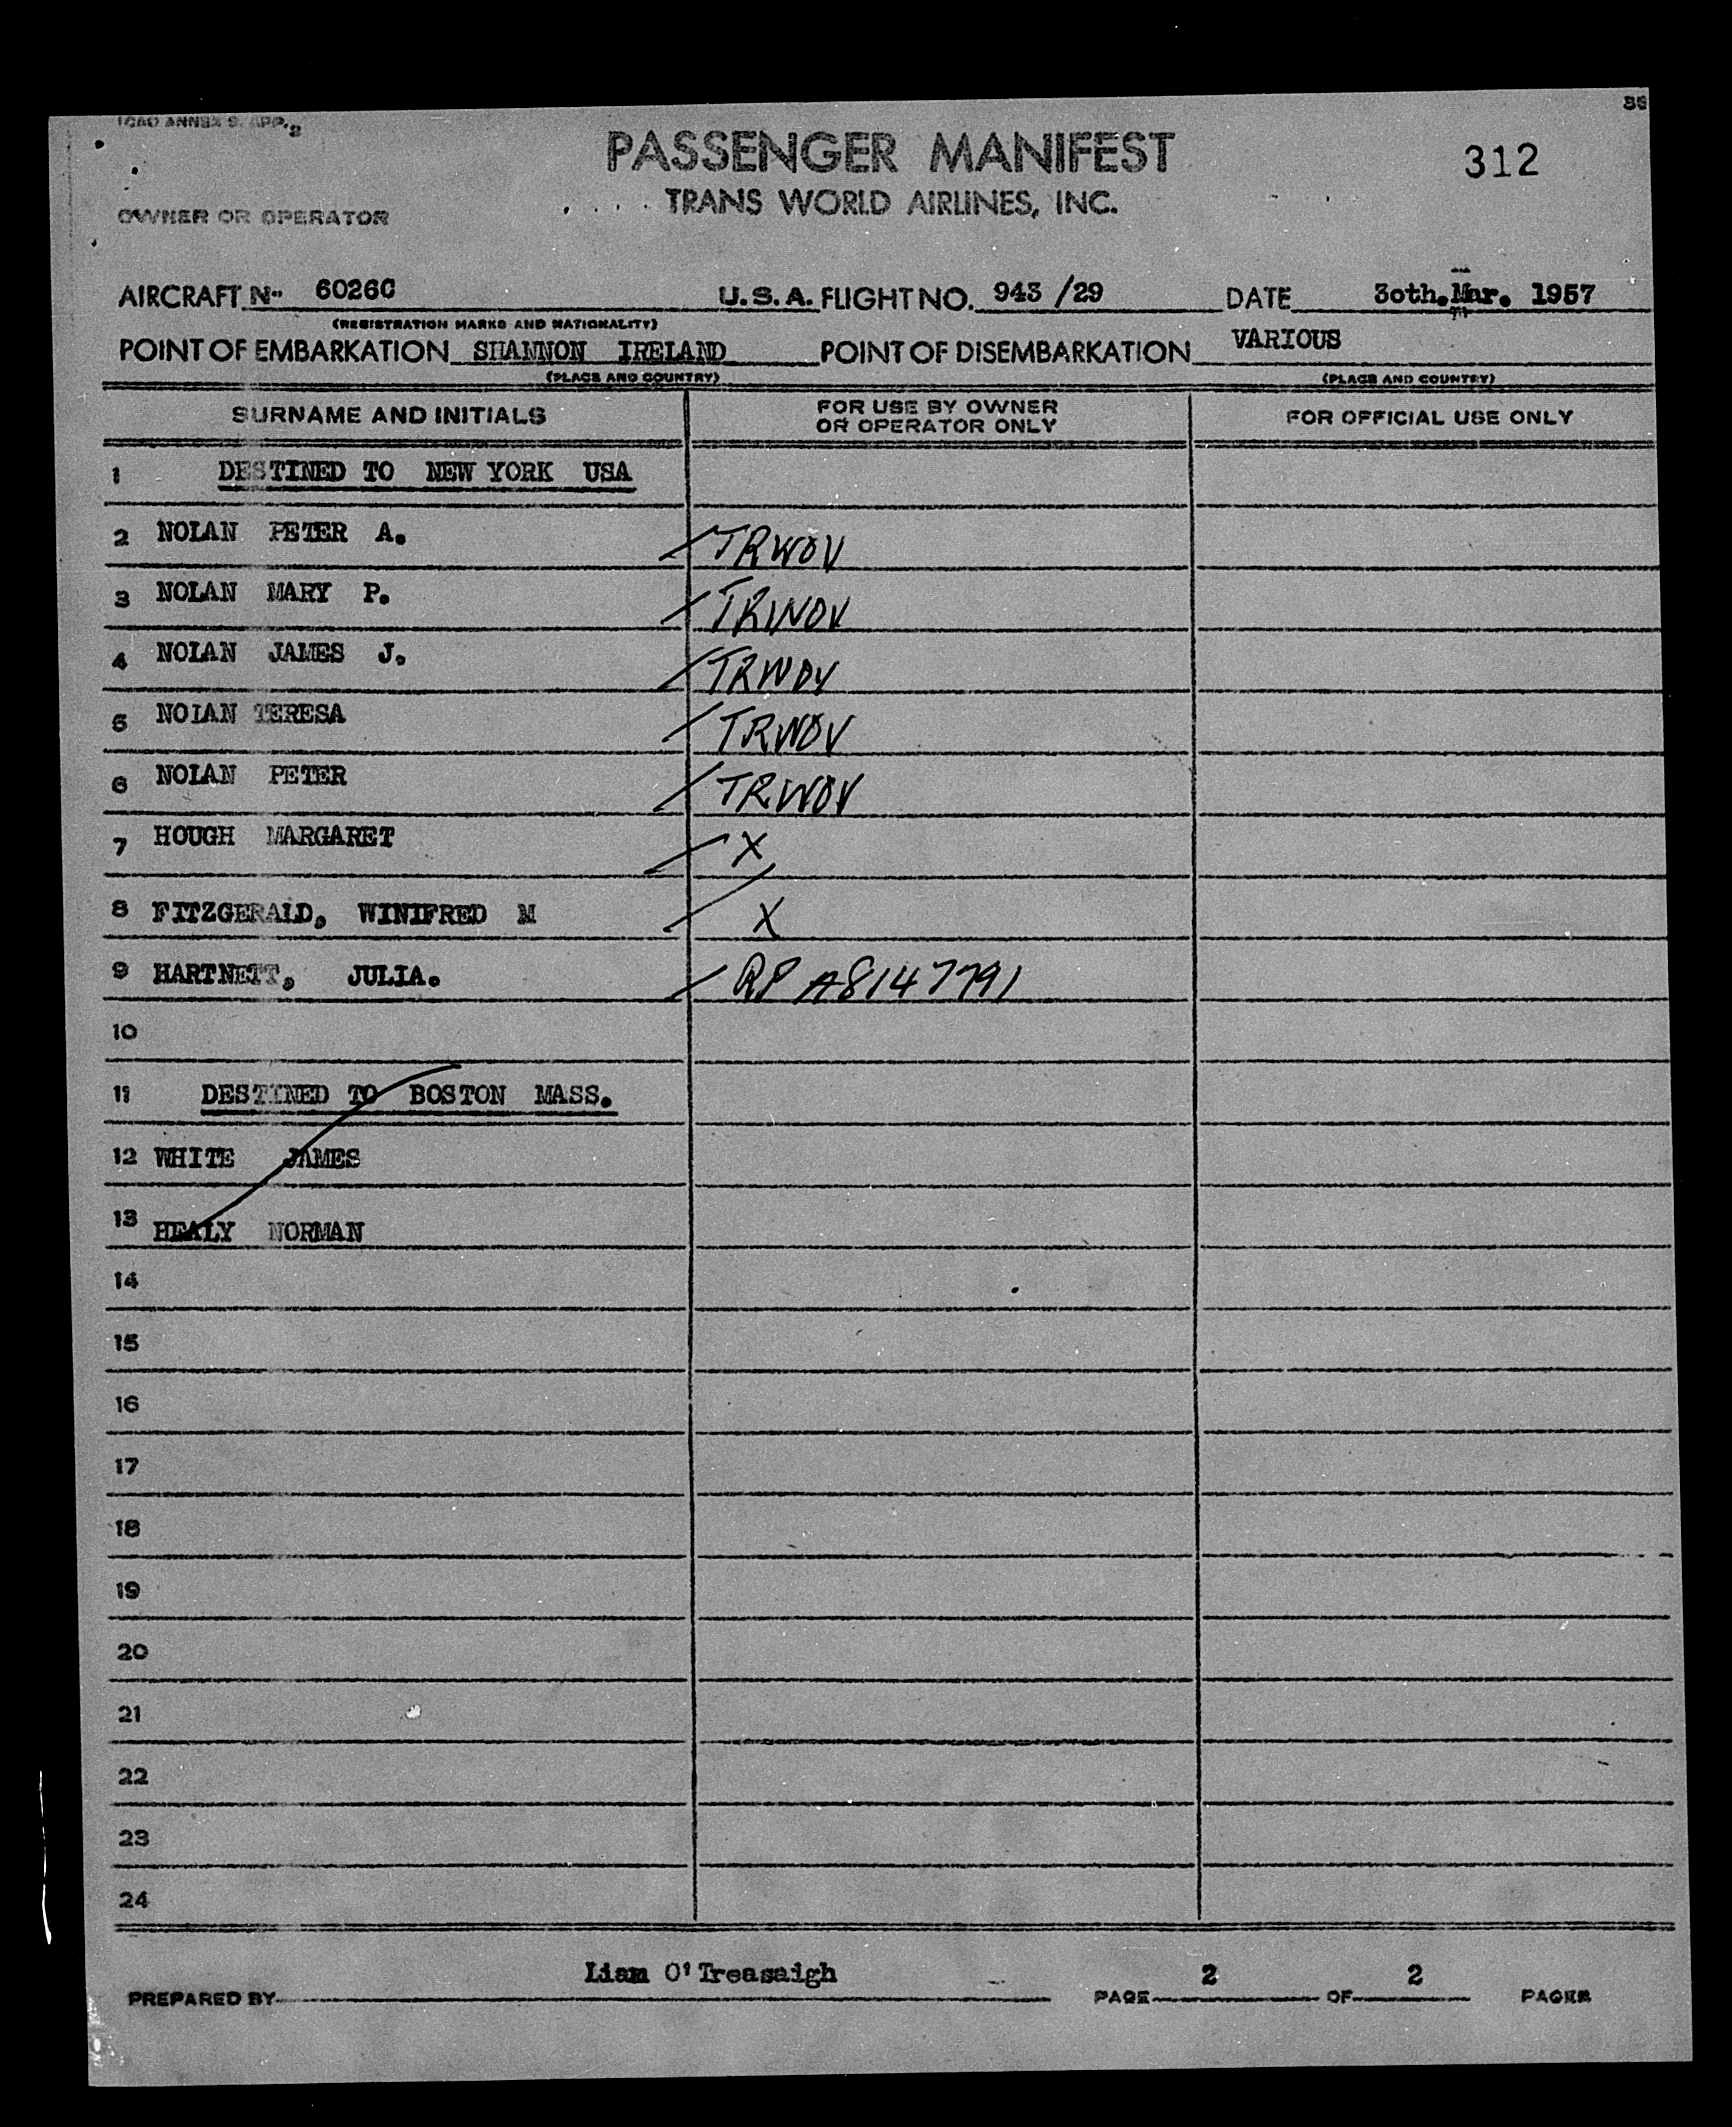 36
ICAO ANNEX 9. APP. 2
PASSENGER MANIFEST
312
TRANS WORLD AIRLINES, INC.
OWNER OR OPERATOR
AIRCRAFT N-- 6026C U.S.A. FLIGHT NO. 943 /29 DATE 3oth.Mar. 1957
(REGISTRATION MARKS AND NATIONALITY)
POINT OF EMBARKATION SHANNON IRELAND POINT OF DISEMBARKATION VARIOUS
(PLACE AND COUNTRY) (PLACE AND COUNTRY)
SURNAME AND INITIALS FOR USE BY OWNER OR OPERATOR ONLY FOR OFFICIAL USE ONLY
1 DESTINED TO NEW YORK USA
2 NOLAN PETER A. TRWOV
3 NOLAN MARY P. TRWOV
4 NOLAN JAMES J. TRWOV
5 NOLAN TERESA TRWOV
6 NOLAN PETER TRWOV
7 HOUGH MARGARET X
8 FITZGERALD, WINIFRED M X
9 HARTNETT, JULIA. RP A8147791
10
11 DESTINED TO BOSTON MASS.
12 WHITE JAMES
13 HEALY NORMAN
14
15
16
17
18
19
20
21
22
23
24
PREPARED BY Liam O'Treasaigh PAGE 2 OF 2 PAGES